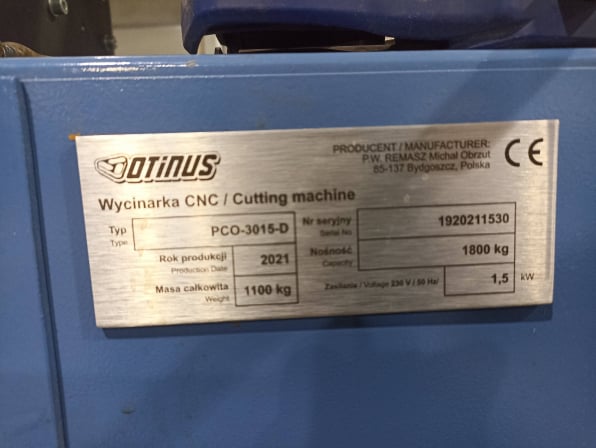 OTINUS
PRODUCENT / MANUFACTURER:
P.W. REMASZ Michał Obrzut
85-137 Bydgoszcz, Polska
CE
Wycinarka CNC / Cutting machine
Typ
Type
PCO-3015-D
Nr seryjny
Serial No
1920211530
Rok produkcji
Production Date
2021
Nośność
Capacity
1800 kg
Masa całkowita
Weight
1100 kg
Zasilanie / Voltage 230 V / 50 Hz/
1,5 kW